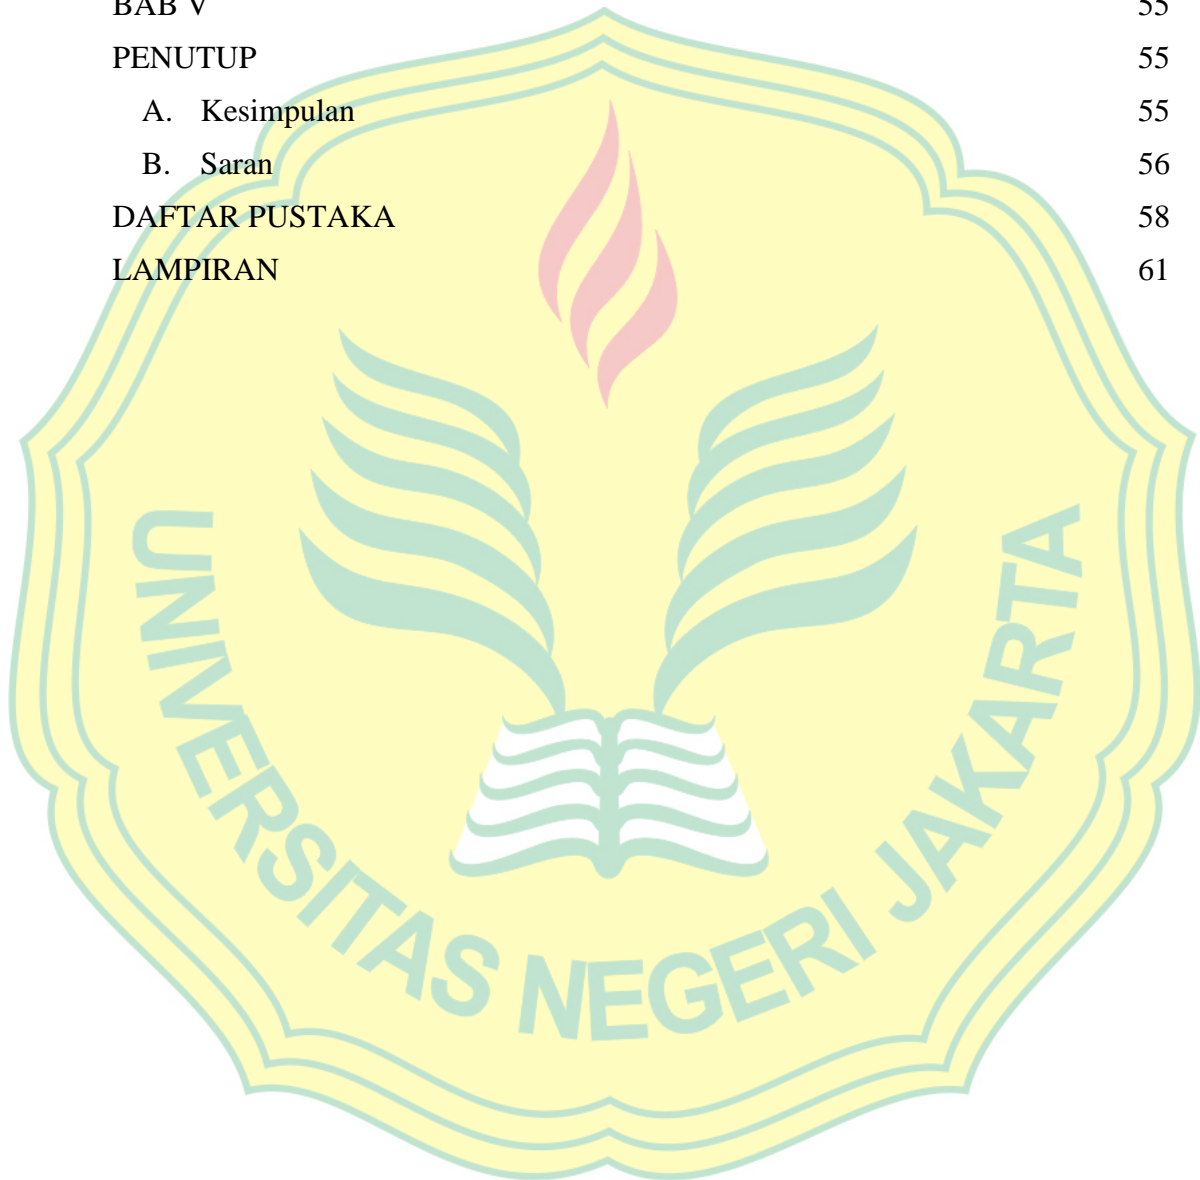 BAB V 55
PENUTUP 55
A. Kesimpulan 55
B. Saran 56
DAFTAR PUSTAKA 58
LAMPIRAN 61
UNIVERSITAS NEGERI JAKARTA